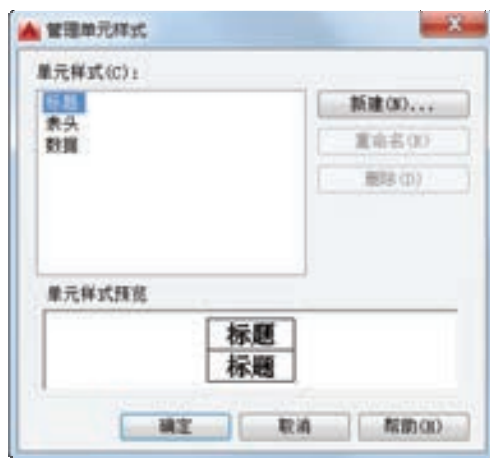 管理单元样式
单元样式(C):
标题
表头
数据
新建(N)...
重命名(R)
删除(D)
单元样式预览
标题
标题
确定
取消
帮助(H)